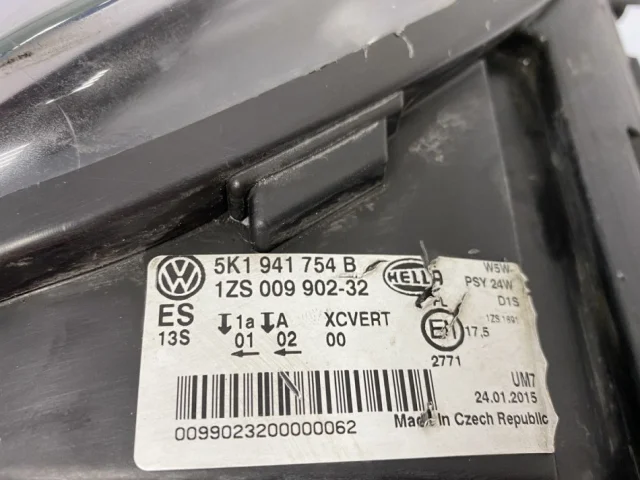 5K1 941 754 B
1ZS 009 902-32
HELLA
W5W
PSY 24W
D1S
ES
13S
1a A
01 02
XCVERT
00
17,5
2771
UM7
24.01.2015
00990232000000062
Made In Czech Republic